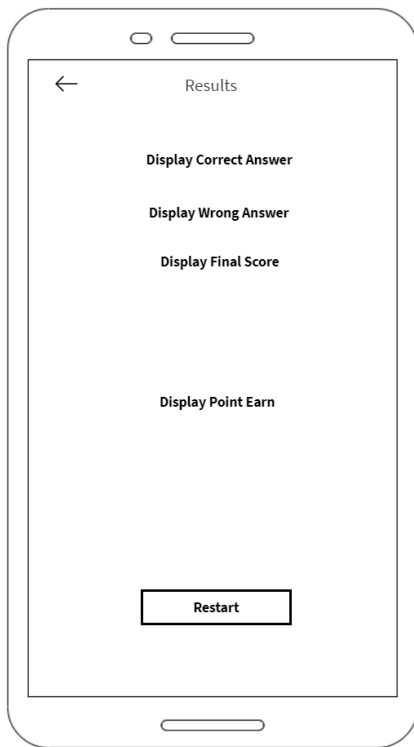 Results
Display Correct Answer
Display Wrong Answer
Display Final Score
Display Point Earn
Restart